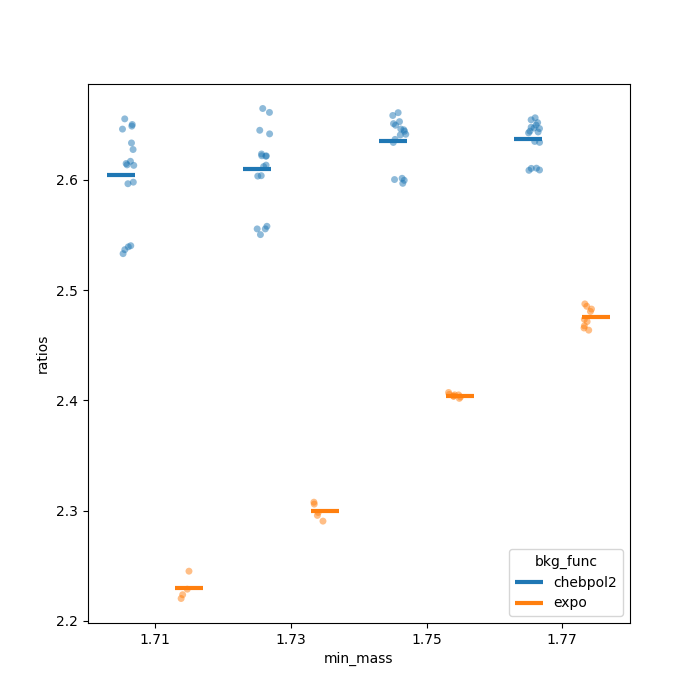 ratios
2.6
2.5
2.4
2.3
2.2
1.71 1.73 1.75 1.77
min_mass
bkg_func
chebpol2
expo